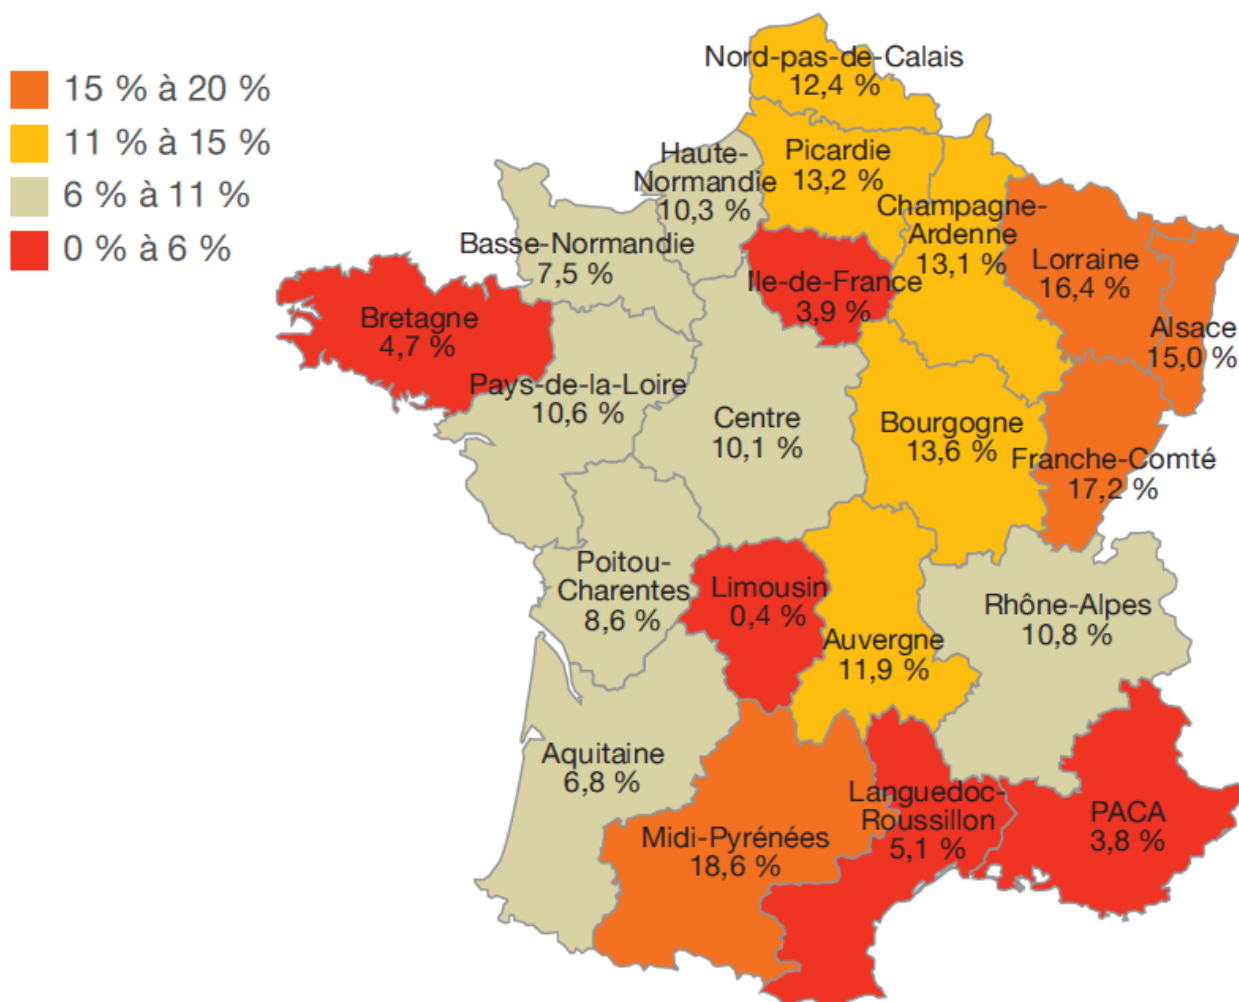 15 % à 20 %
11 % à 15 %
6 % à 11 %
0 % à 6 %
Nord-pas-de-Calais
12,4 %
Picardie
13,2 %
Haute-
Normandie
10,3 %
Champagne-
Ardenne
13,1 %
Basse-Normandie
7,5 %
Ile-de-France
3,9 %
Lorraine
16,4 %
Alsace
15,0 %
Bretagne
4,7 %
Pays-de-la-Loire
10,6 %
Centre
10,1 %
Bourgogne
13,6 %
Franche-Comté
17,2 %
Poitou-
Charentes
8,6 %
Limousin
0,4 %
Auvergne
11,9 %
Rhône-Alpes
10,8 %
Aquitaine
6,8 %
Midi-Pyrénées
18,6 %
Languedoc-
Roussillon
5,1 %
PACA
3,8 %